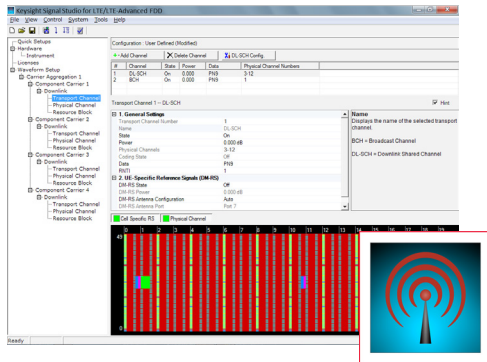 Keysight Signal Studio for LTE/LTE-Advanced FDD
File View Control System Tools Help
Quick Setups
Hardware
Instrument
Licenses
Waveform Setup
Carrier Aggregation 1
Component Carrier 1
Downlink
Transport Channel
Physical Channel
Resource Block
Component Carrier 2
Downlink
Transport Channel
Physical Channel
Resource Block
Component Carrier 3
Downlink
Transport Channel
Physical Channel
Resource Block
Component Carrier 4
Downlink
Transport Channel
Physical Channel
Resource Block
Configuration : User Defined (Modified)
Add Channel Delete Channel DL-SCH Config.
# Channel State Power Data Physical Channel Numbers
1 DL-SCH On 0.000 PN9 3-12
2 BCH On 0.000 PN9 1
Transport Channel 1 -- DL-SCH
Hint
1. General Settings
Transport Channel Number 1
Name DL-SCH
State On
Power 0.000 dB
Physical Channels 3-12
Coding State Off
Data PN9
RNTI 1
2. UE-Specific Reference Signals (DM-RS)
DM-RS State Off
DM-RS Power 0.000 dB
DM-RS Antenna Configuration Auto
DM-RS Antenna Port Port 7
Name
Displays the name of the selected transport
channel.
BCH = Broadcast Channel
DL-SCH = Downlink Shared Channel
Cell Specific RS Physical Channel
0 1 2 3 4 5 6 7 8 9 10 11 12 13 14 15 16 17 18 19
49
0
Ready